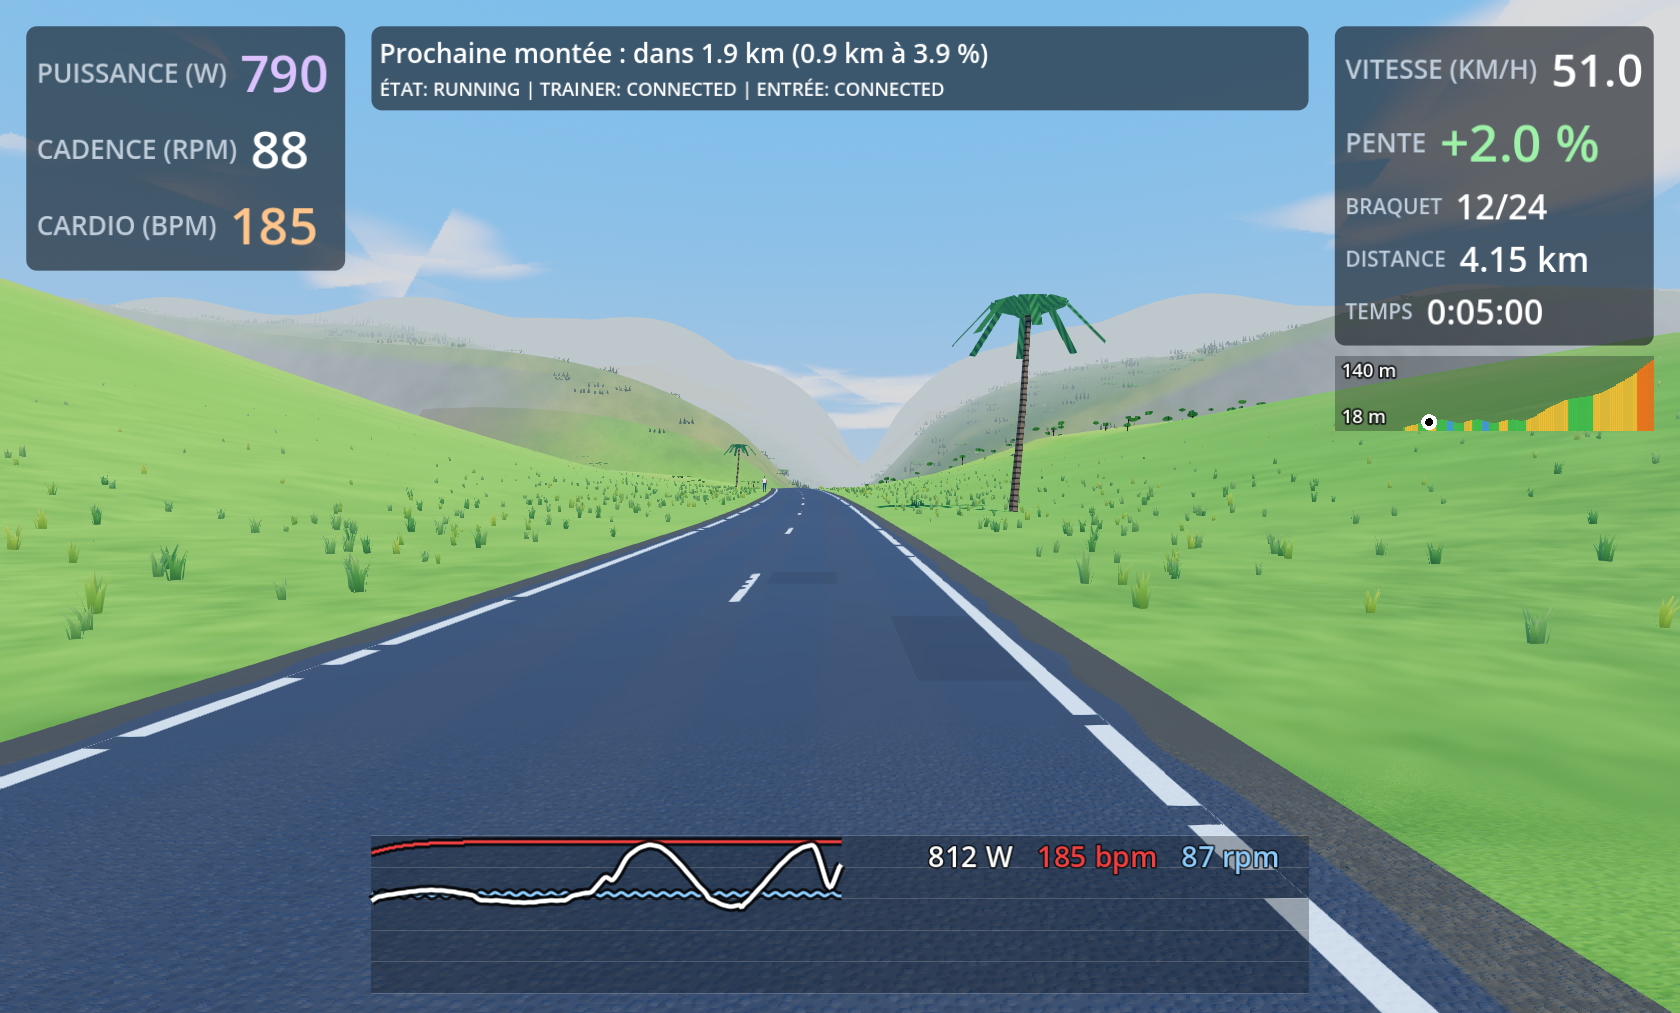 PUISSANCE (W) 790
CADENCE (RPM) 88
CARDIO (BPM) 185
Prochaine montée : dans 1.9 km (0.9 km à 3.9 %)
ÉTAT: RUNNING | TRAINER: CONNECTED | ENTRÉE: CONNECTED
VITESSE (KM/H) 51.0
PENTE +2.0 %
BRAQUET 12/24
DISTANCE 4.15 km
TEMPS 0:05:00
140 m
18 m
812 W 185 bpm 87 rpm